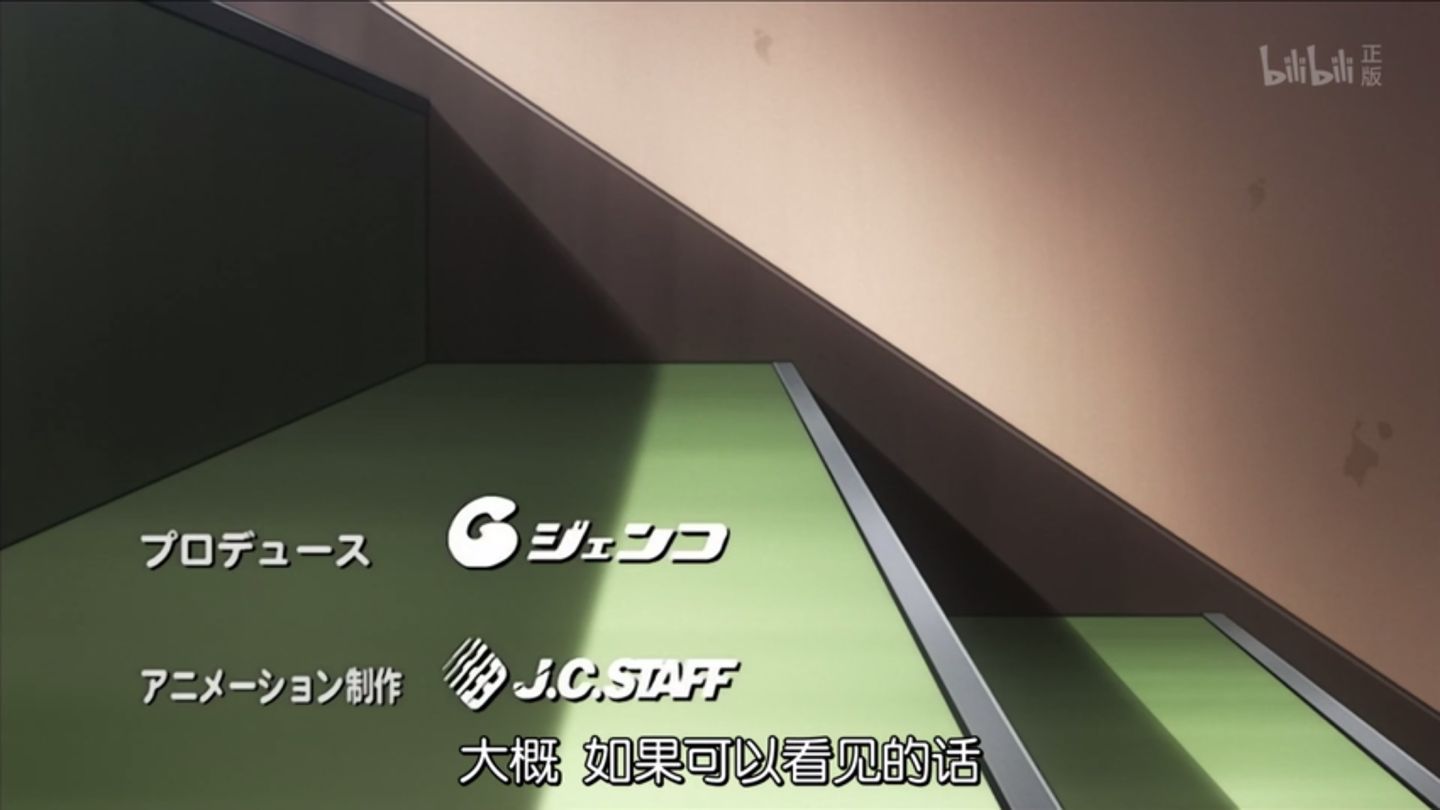 bilibili 正版
プロデュース ジェンコ
アニメーション制作 J.C.STAFF
大概 如果可以看见的话